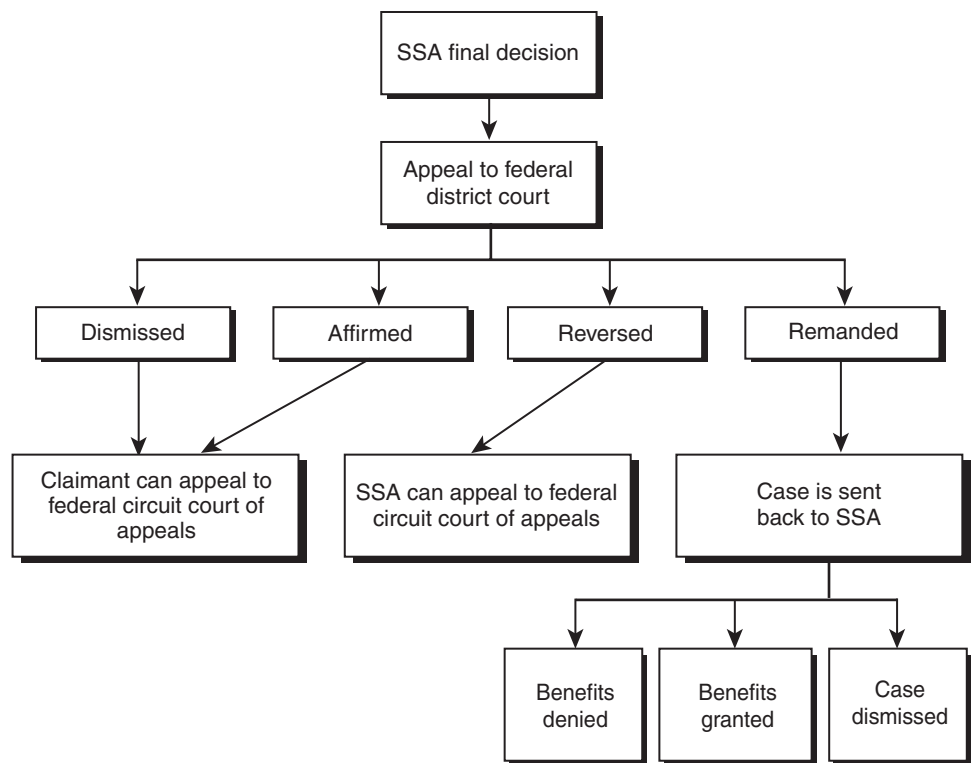 SSA final decision
Appeal to federal
district court
Dismissed
Affirmed
Reversed
Remanded
Claimant can appeal to
federal circuit court of
appeals
SSA can appeal to federal
circuit court of appeals
Case is sent
back to SSA
Benefits
denied
Benefits
granted
Case
dismissed